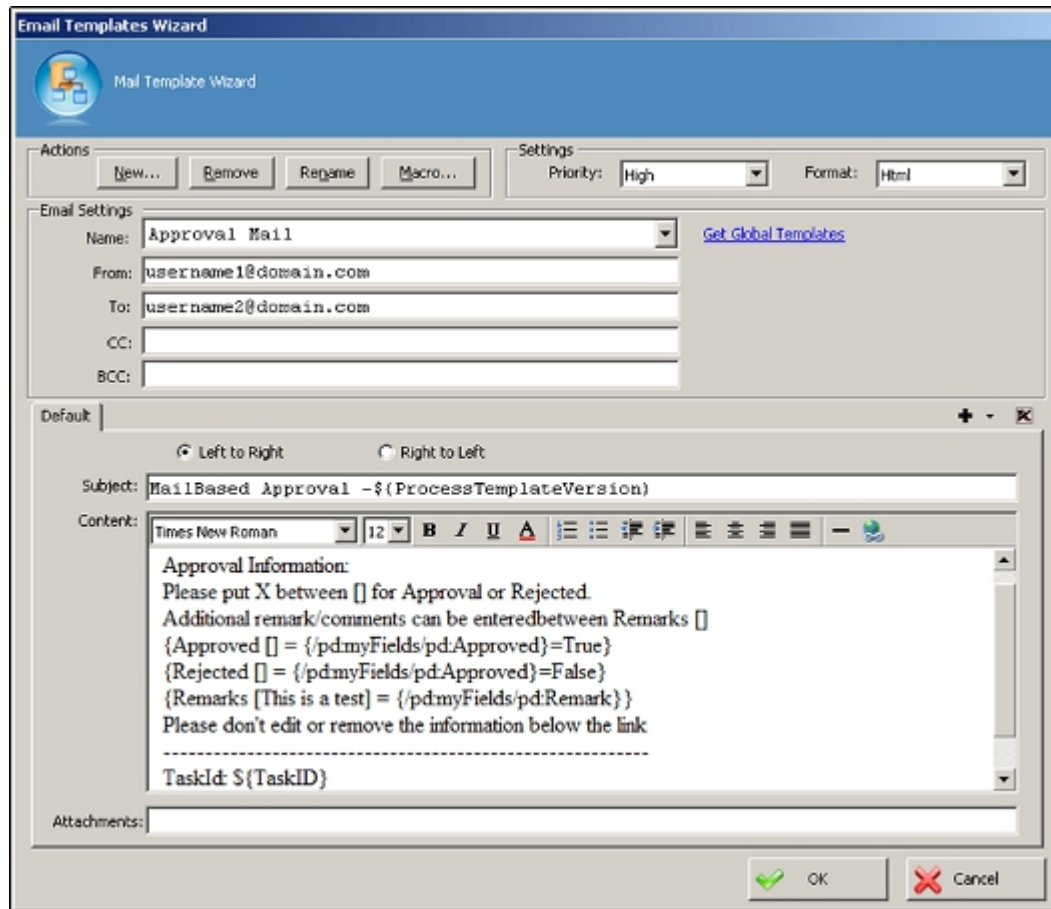 Email Templates Wizard
Mail Template Wizard
Actions
New... Remove Rename Macro...
Settings
Priority: High Format: Html
Email Settings
Name: Approval Mail Get Global Templates
From: username1@domain.com
To: username2@domain.com
CC:
BCC:
Default
Left to Right Right to Left
Subject: MailBased Approval -${ProcessTemplateVersion)
Content: Times New Roman 12 B I U A
Approval Information:
Please put X between [] for Approval or Rejected.
Additional remark/comments can be enteredbetween Remarks []
{Approved [] = {/pd:myFields/pd:Approved}=True}
{Rejected [] = {/pd:myFields/pd:Approved}=False}
{Remarks [This is a test] = {/pd:myFields/pd:Remark}}
Please don't edit or remove the information below the link
------------------------------------------------------------
TaskId: ${TaskID}
Attachments:
OK Cancel